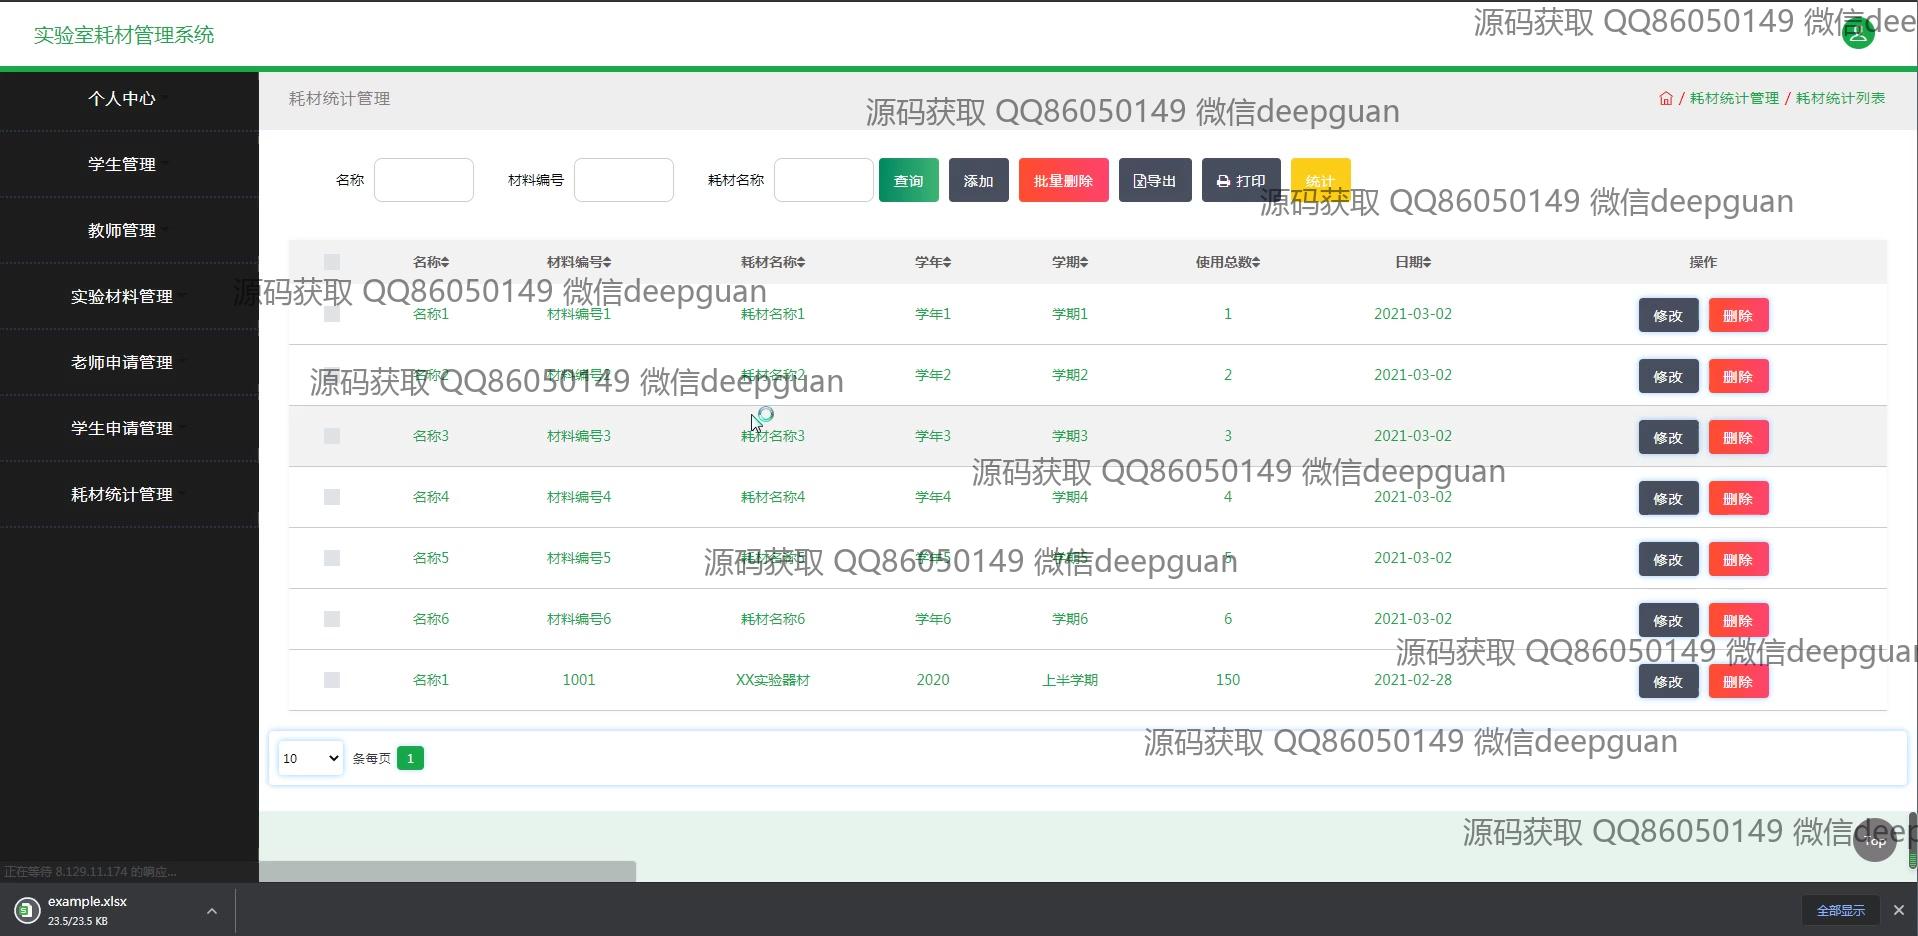 实验室耗材管理系统
源码获取 QQ86050149 微信dee
个人中心
学生管理
教师管理
实验材料管理
老师申请管理
学生申请管理
耗材统计管理
耗材统计管理
源码获取 QQ86050149 微信deepguan
/ 耗材统计管理 / 耗材统计列表
名称 材料编号 耗材名称 查询 添加 批量删除 导出 打印 统计
源码获取 QQ86050149 微信deepguan
名称 材料编号 耗材名称 学年 学期 使用总数 日期 操作
源码获取 QQ86050149 微信deepguan
名称1 材料编号1 耗材名称1 学年1 学期1 1 2021-03-02 修改 删除
名称2 材料编号2 耗材名称2 学年2 学期2 2 2021-03-02 修改 删除
源码获取 QQ86050149 微信deepguan
名称3 材料编号3 耗材名称3 学年3 学期3 3 2021-03-02 修改 删除
源码获取 QQ86050149 微信deepguan
名称4 材料编号4 耗材名称4 学年4 学期4 4 2021-03-02 修改 删除
名称5 材料编号5 耗材名称5 学年5 学期5 5 2021-03-02 修改 删除
源码获取 QQ86050149 微信deepguan
名称6 材料编号6 耗材名称6 学年6 学期6 6 2021-03-02 修改 删除
源码获取 QQ86050149 微信deepguan
名称1 1001 XX实验器材 2020 上半学期 150 2021-02-28 修改 删除
源码获取 QQ86050149 微信deepguan
10 条每页 1
源码获取 QQ86050149 微信deep
Top
正在等待 8.129.11.174 的响应...
example.xlsx
23.5/23.5 KB
全部显示